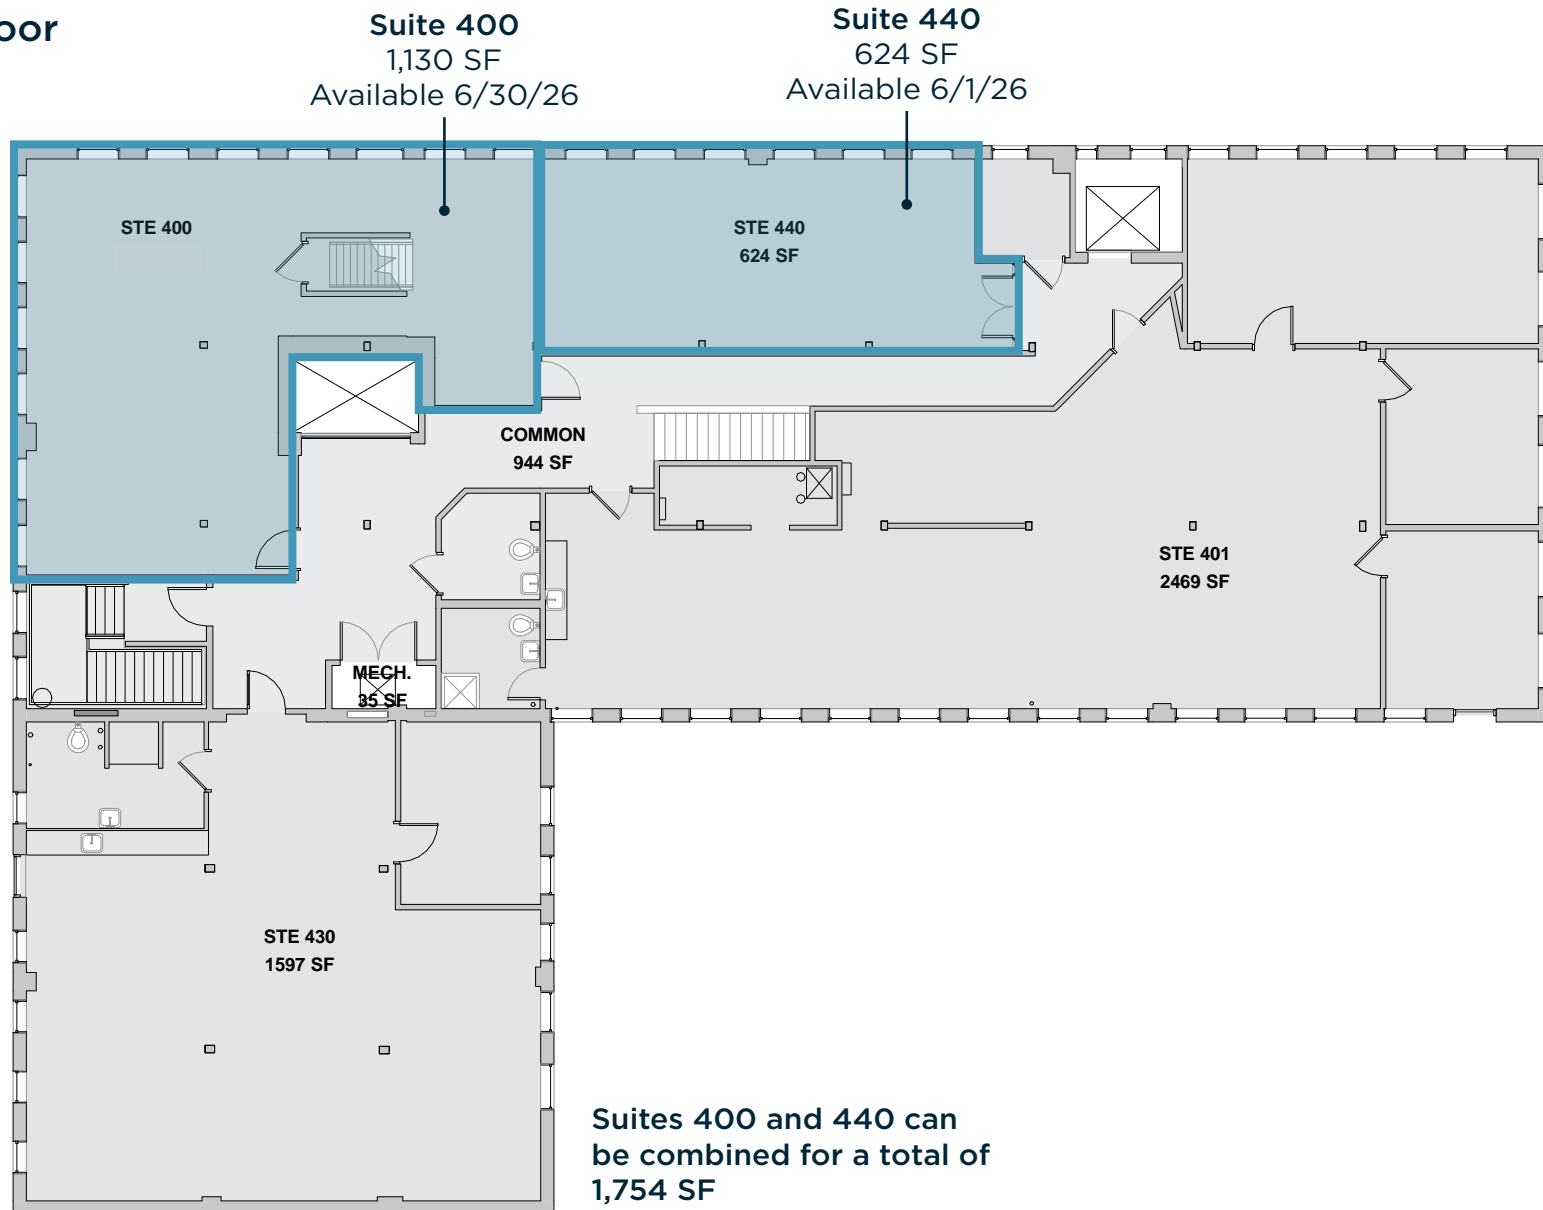 oor
Suite 400
1,130 SF
Available 6/30/26
Suite 440
624 SF
Available 6/1/26
STE 400
STE 440
624 SF
COMMON
944 SF
STE 401
2469 SF
MECH.
35 SF
STE 430
1597 SF
Suites 400 and 440 can
be combined for a total of
1,754 SF